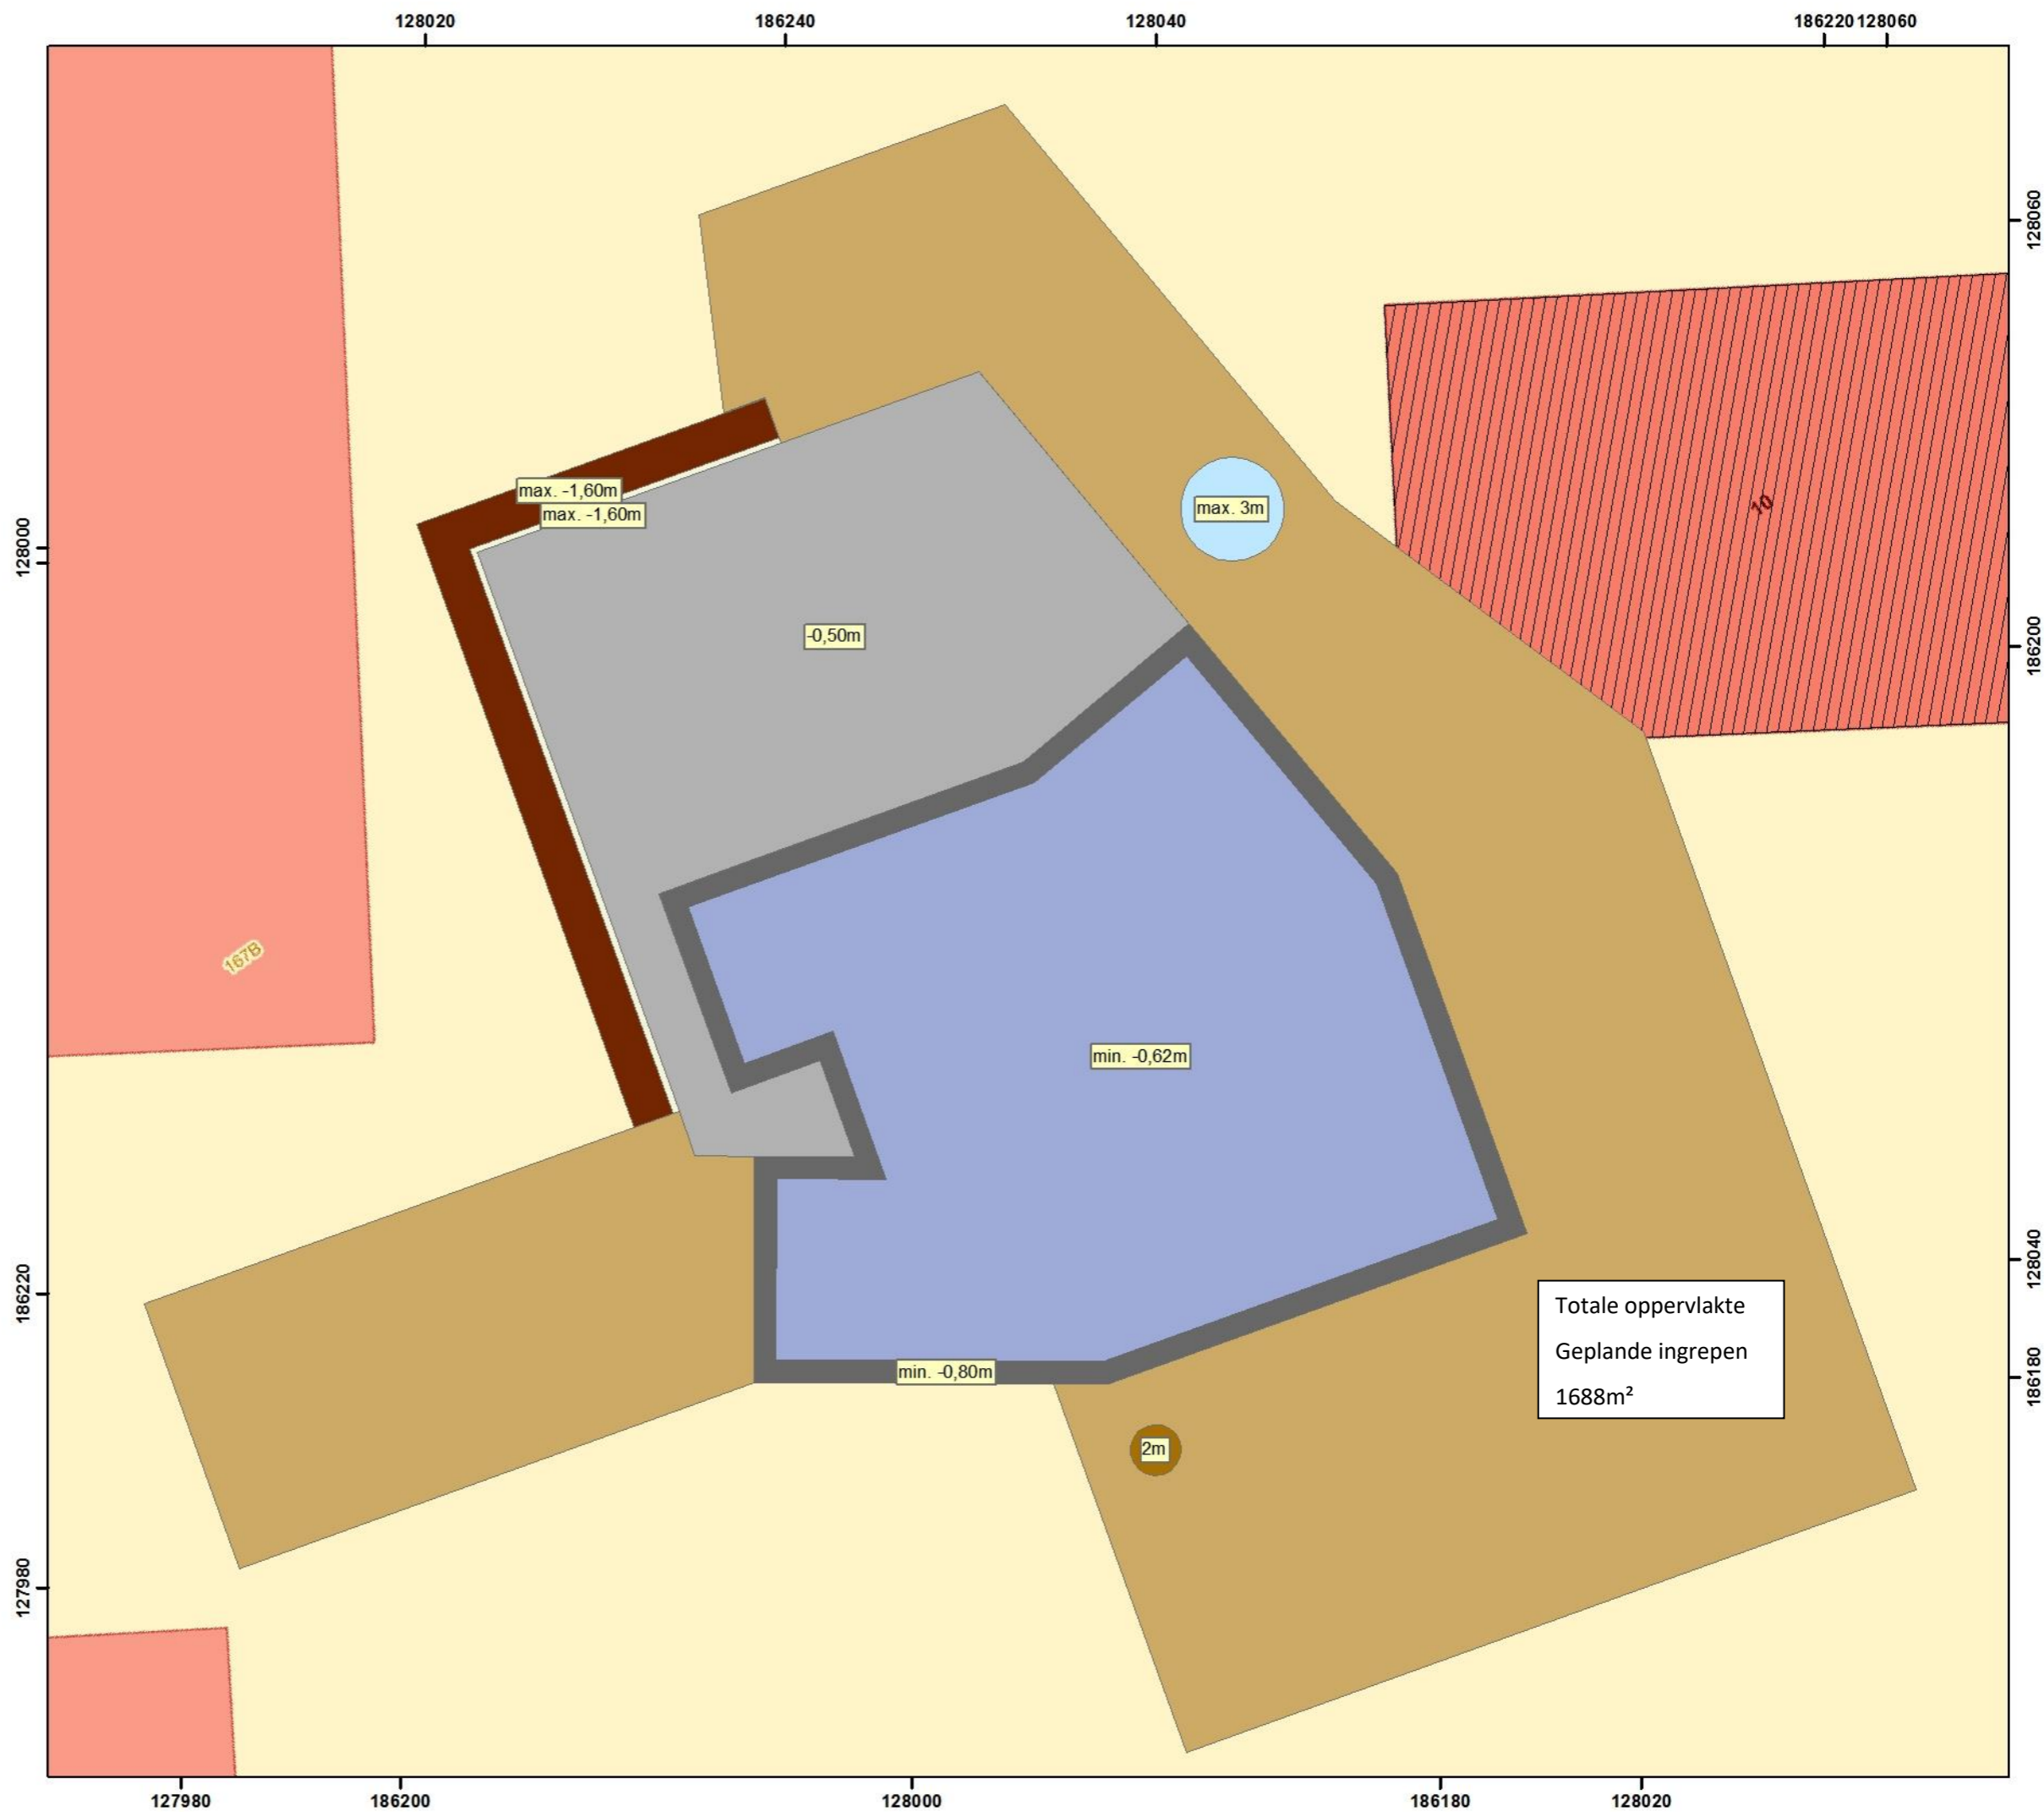 128020
186240
128040
186220
128060
128060
10
max. -1,60m
max. -1,60m
max. 3m
128000
-0,50m
186200
167B
min. -0,62m
128040
186220
Totale oppervlakte
Geplande ingrepen
1688m²
min. -0,80m
186180
2m
127980
127980
186200
128000
186180
128020